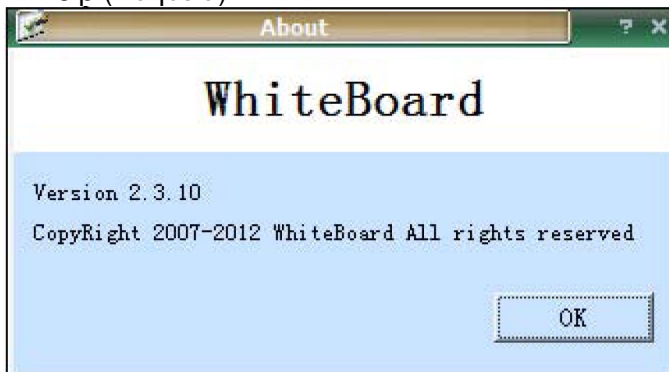 About
? ×
WhiteBoard
Version 2.3.10
CopyRight 2007-2012 WhiteBoard All rights reserved
OK